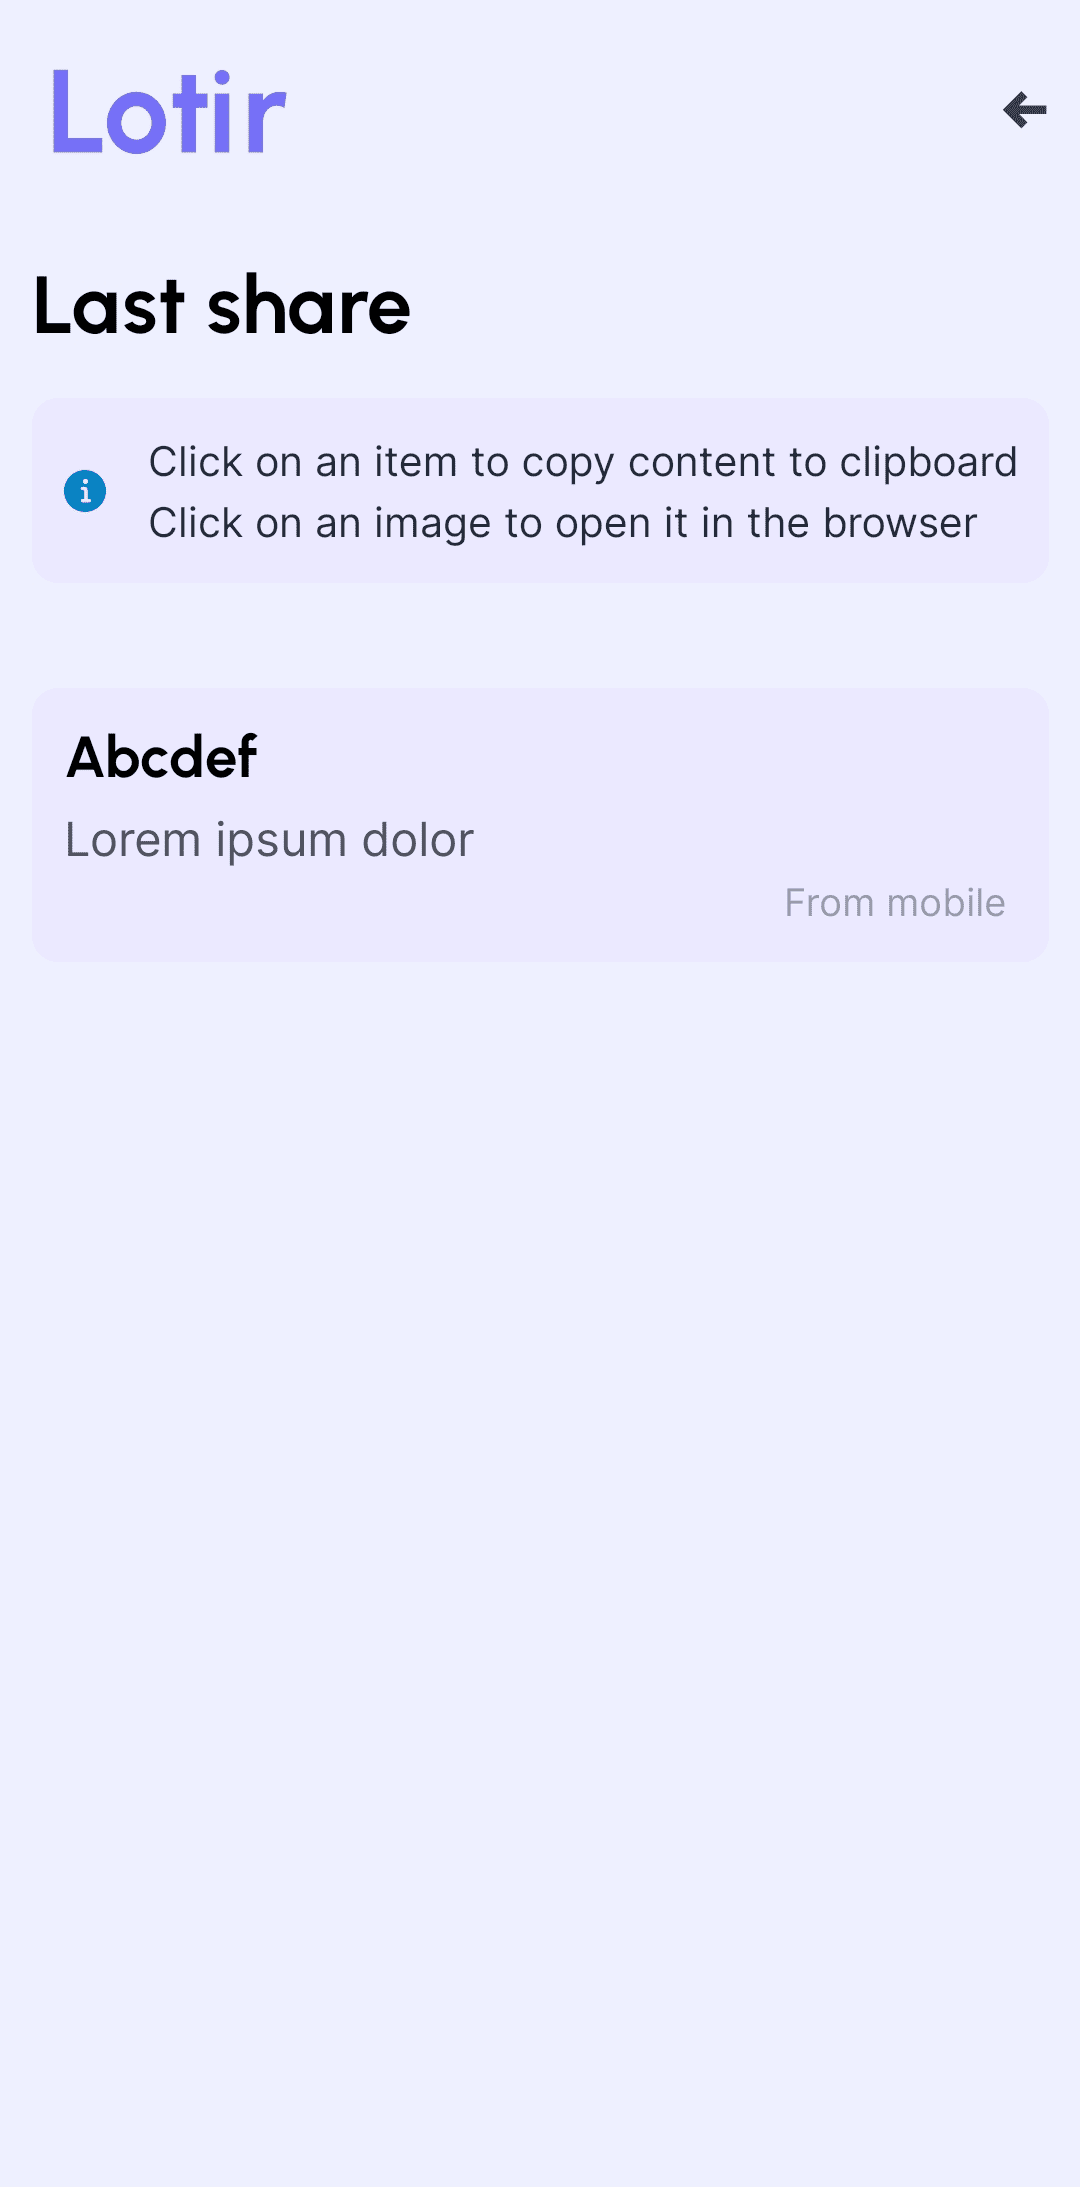 Lotir
Last share
Click on an item to copy content to clipboard
Click on an image to open it in the browser
Abcdef
Lorem ipsum dolor
From mobile